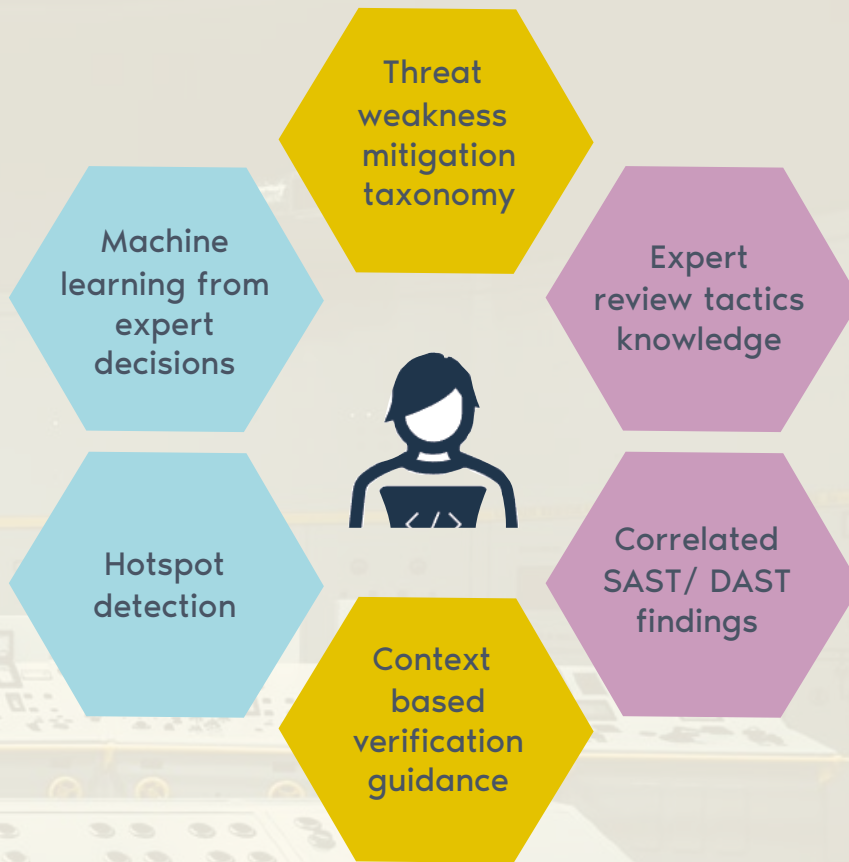 Threat
weakness
mitigation
taxonomy
Machine
learning from
expert
decisions
Expert
review tactics
knowledge
Hotspot
detection
</>
Correlated
SAST/ DAST
findings
Context
based
verification
guidance